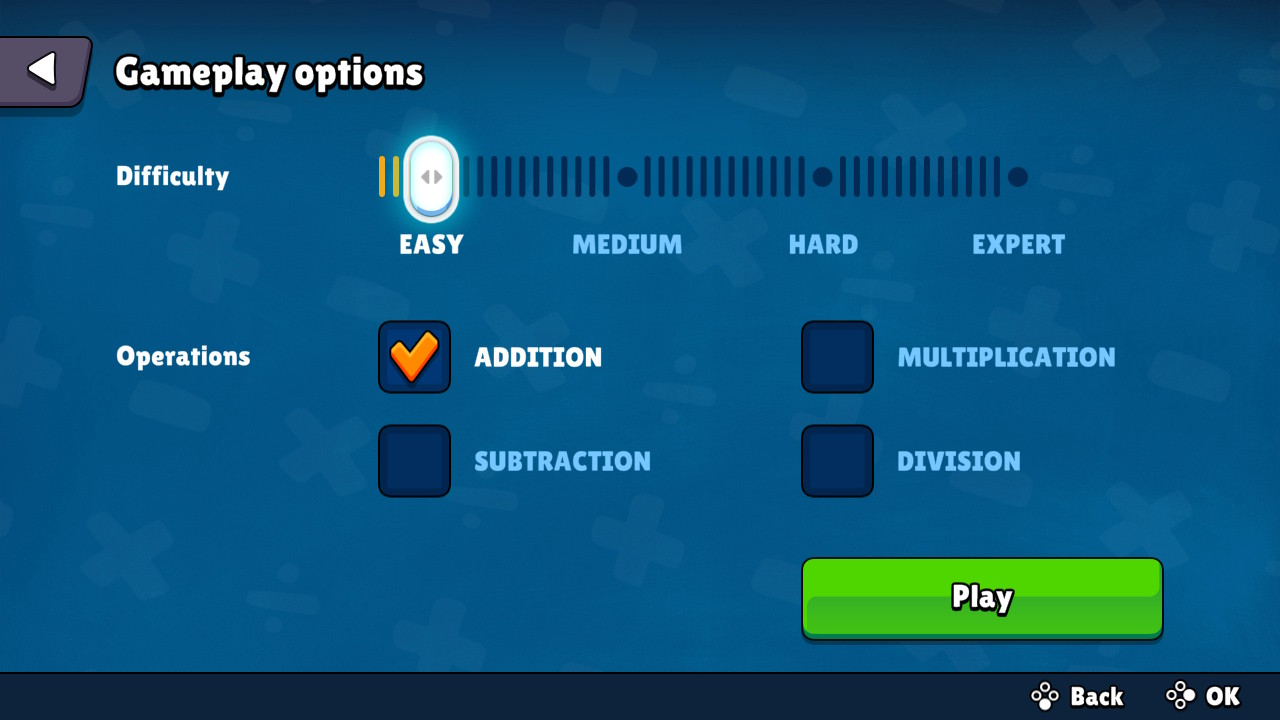 Gameplay options
Difficulty
EASY MEDIUM HARD EXPERT
Operations ADDITION MULTIPLICATION
SUBTRACTION DIVISION
Play
Back OK